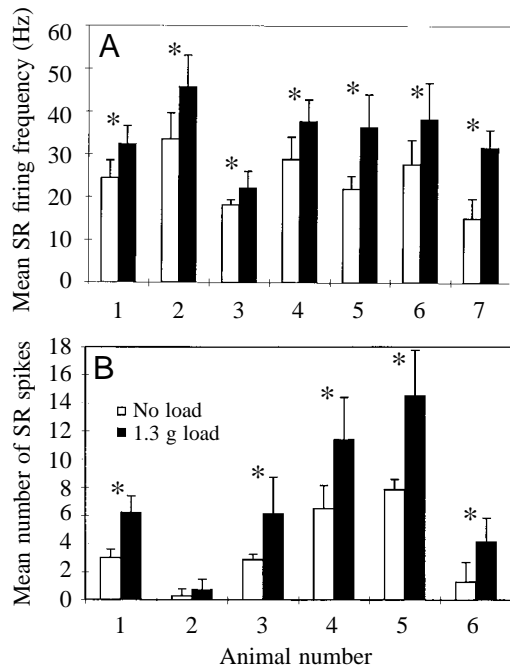 A
Mean SR firing frequency (Hz)
60
50
40
30
20
10
0
* * * * * * *
1 2 3 4 5 6 7
B
Mean number of SR spikes
18
16
14
12
10
8
6
4
2
0
No load
1.3 g load
* * * * *
1 2 3 4 5 6
Animal number